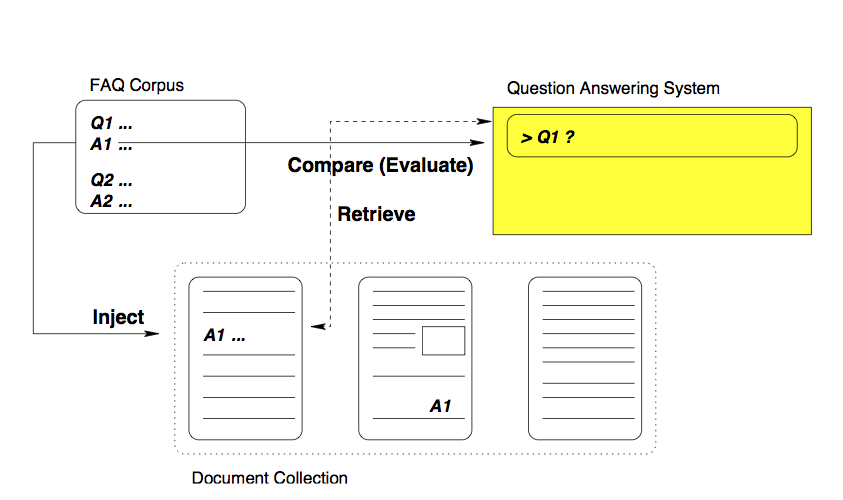 FAQ Corpus
Question Answering System
Q1 ...
A1 ...
Q2 ...
A2 ...
> Q1 ?
Compare (Evaluate)
Retrieve
Inject
A1 ...
A1
Document Collection